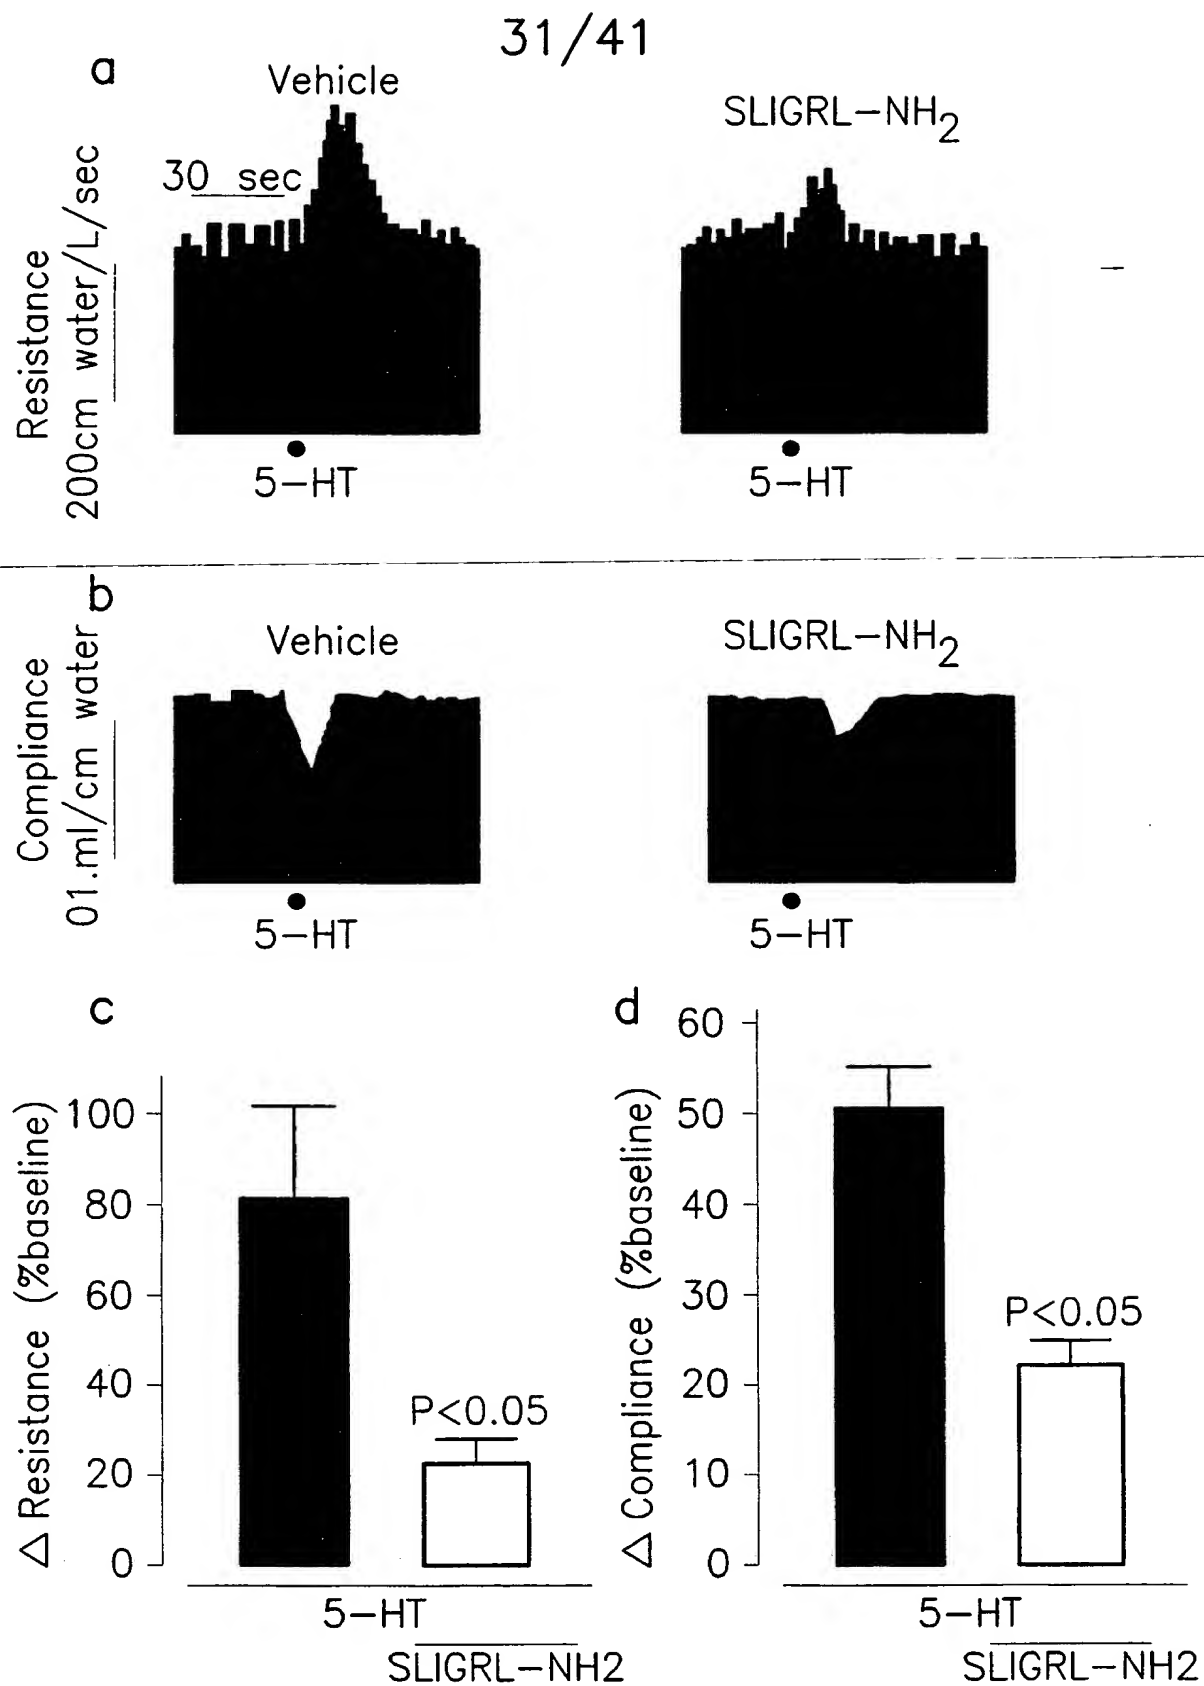 31/41
a
Vehicle
SLIGRL-NH2
30 sec
Resistance
200cm water/L/sec
5-HT
5-HT
b
Vehicle
SLIGRL-NH2
Compliance
01.ml/cm water
5-HT
5-HT
c
△ Resistance (%baseline)
100
80
60
40
20
0
P<0.05
5-HT
SLIGRL-NH2
d
△ Compliance (%baseline)
60
50
40
30
20
10
0
P<0.05
5-HT
SLIGRL-NH2